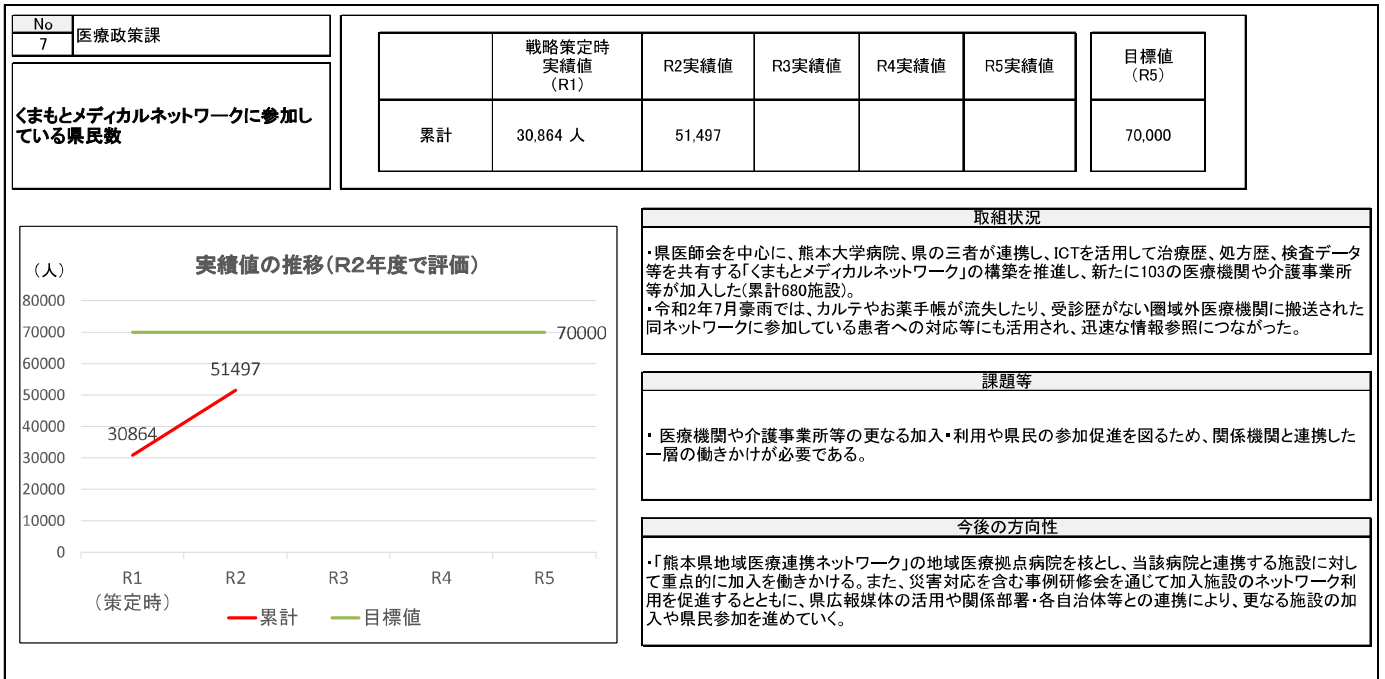 No
7
医療政策課
くまもとメディカルネットワークに参加し
ている県民数
戦略策定時
実績値
（R1）
R2実績値
R3実績値
R4実績値
R5実績値
目標値
（R5）
累計
30,864 人
51,497
70,000
実績値の推移（R2年度で評価）
（人）
80000
70000
60000
50000
40000
30000
20000
10000
0
30864
51497
70000
R1
R2
R3
R4
R5
（策定時）
累計
目標値
取組状況
・県医師会を中心に、熊本大学病院、県の三者が連携し、ICTを活用して治療歴、処方歴、検査データ
等を共有する「くまもとメディカルネットワーク」の構築を推進し、新たに103の医療機関や介護事業所
等が加入した（累計680施設）。
・令和2年7月豪雨では、カルテやお薬手帳が流失したり、受診歴がない圏域外医療機関に搬送された
同ネットワークに参加している患者への対応等にも活用され、迅速な情報参照につながった。
課題等
・ 医療機関や介護事業所等の更なる加入・利用や県民の参加促進を図るため、関係機関と連携した
一層の働きかけが必要である。
今後の方向性
・「熊本県地域医療連携ネットワーク」の地域医療拠点病院を核とし、当該病院と連携する施設に対し
て重点的に加入を働きかける。また、災害対応を含む事例研修会を通じて加入施設のネットワーク利
用を促進するとともに、県広報媒体の活用や関係部署・各自治体等との連携により、更なる施設の加
入や県民参加を進めていく。